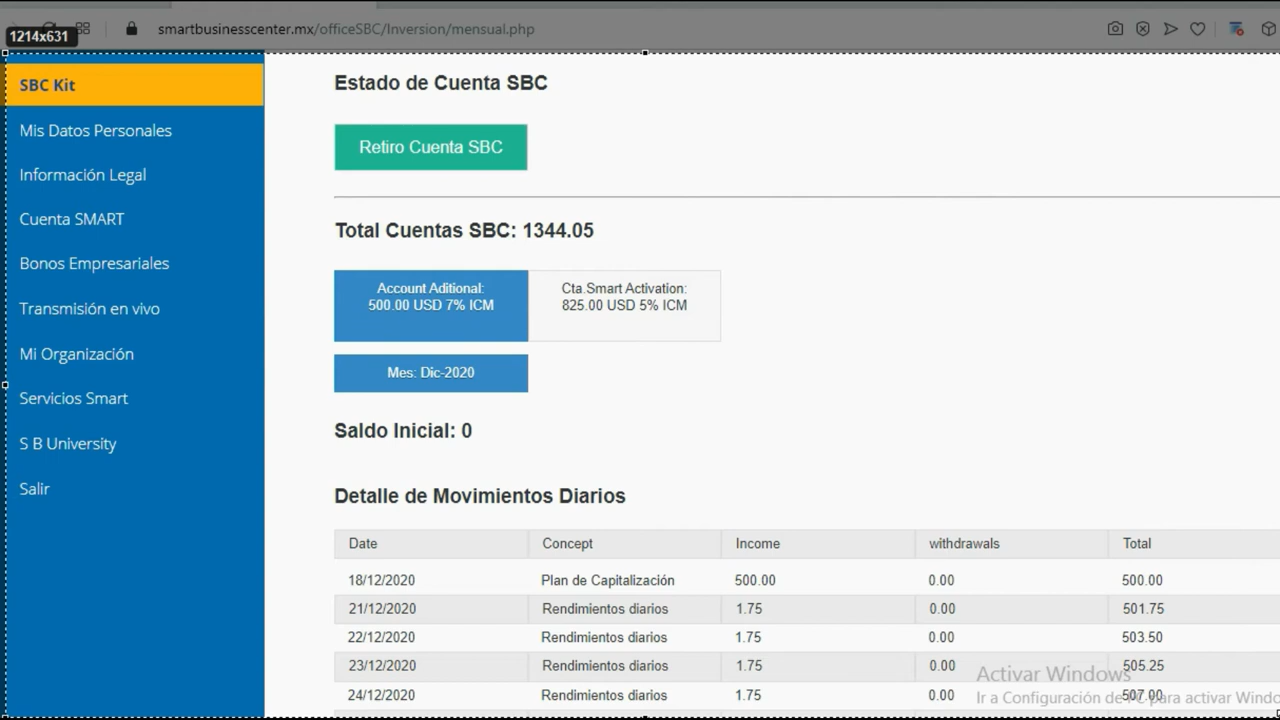 smartbusinesscenter.mx/officeSBC/Inversion/mensual.php
1214x631
SBC Kit
Mis Datos Personales
Información Legal
Cuenta SMART
Bonos Empresariales
Transmisión en vivo
Mi Organización
Servicios Smart
S B University
Salir
Estado de Cuenta SBC
Retiro Cuenta SBC
Total Cuentas SBC: 1344.05
Account Aditional:
500.00 USD 7% ICM
Cta.Smart Activation:
825.00 USD 5% ICM
Mes: Dic-2020
Saldo Inicial: 0
Detalle de Movimientos Diarios
Date Concept Income withdrawals Total
18/12/2020 Plan de Capitalización 500.00 0.00 500.00
21/12/2020 Rendimientos diarios 1.75 0.00 501.75
22/12/2020 Rendimientos diarios 1.75 0.00 503.50
23/12/2020 Rendimientos diarios 1.75 0.00 505.25
24/12/2020 Rendimientos diarios 1.75 0.00 507.00
Activar Windows
Ir a Configuración de PC para activar Windo